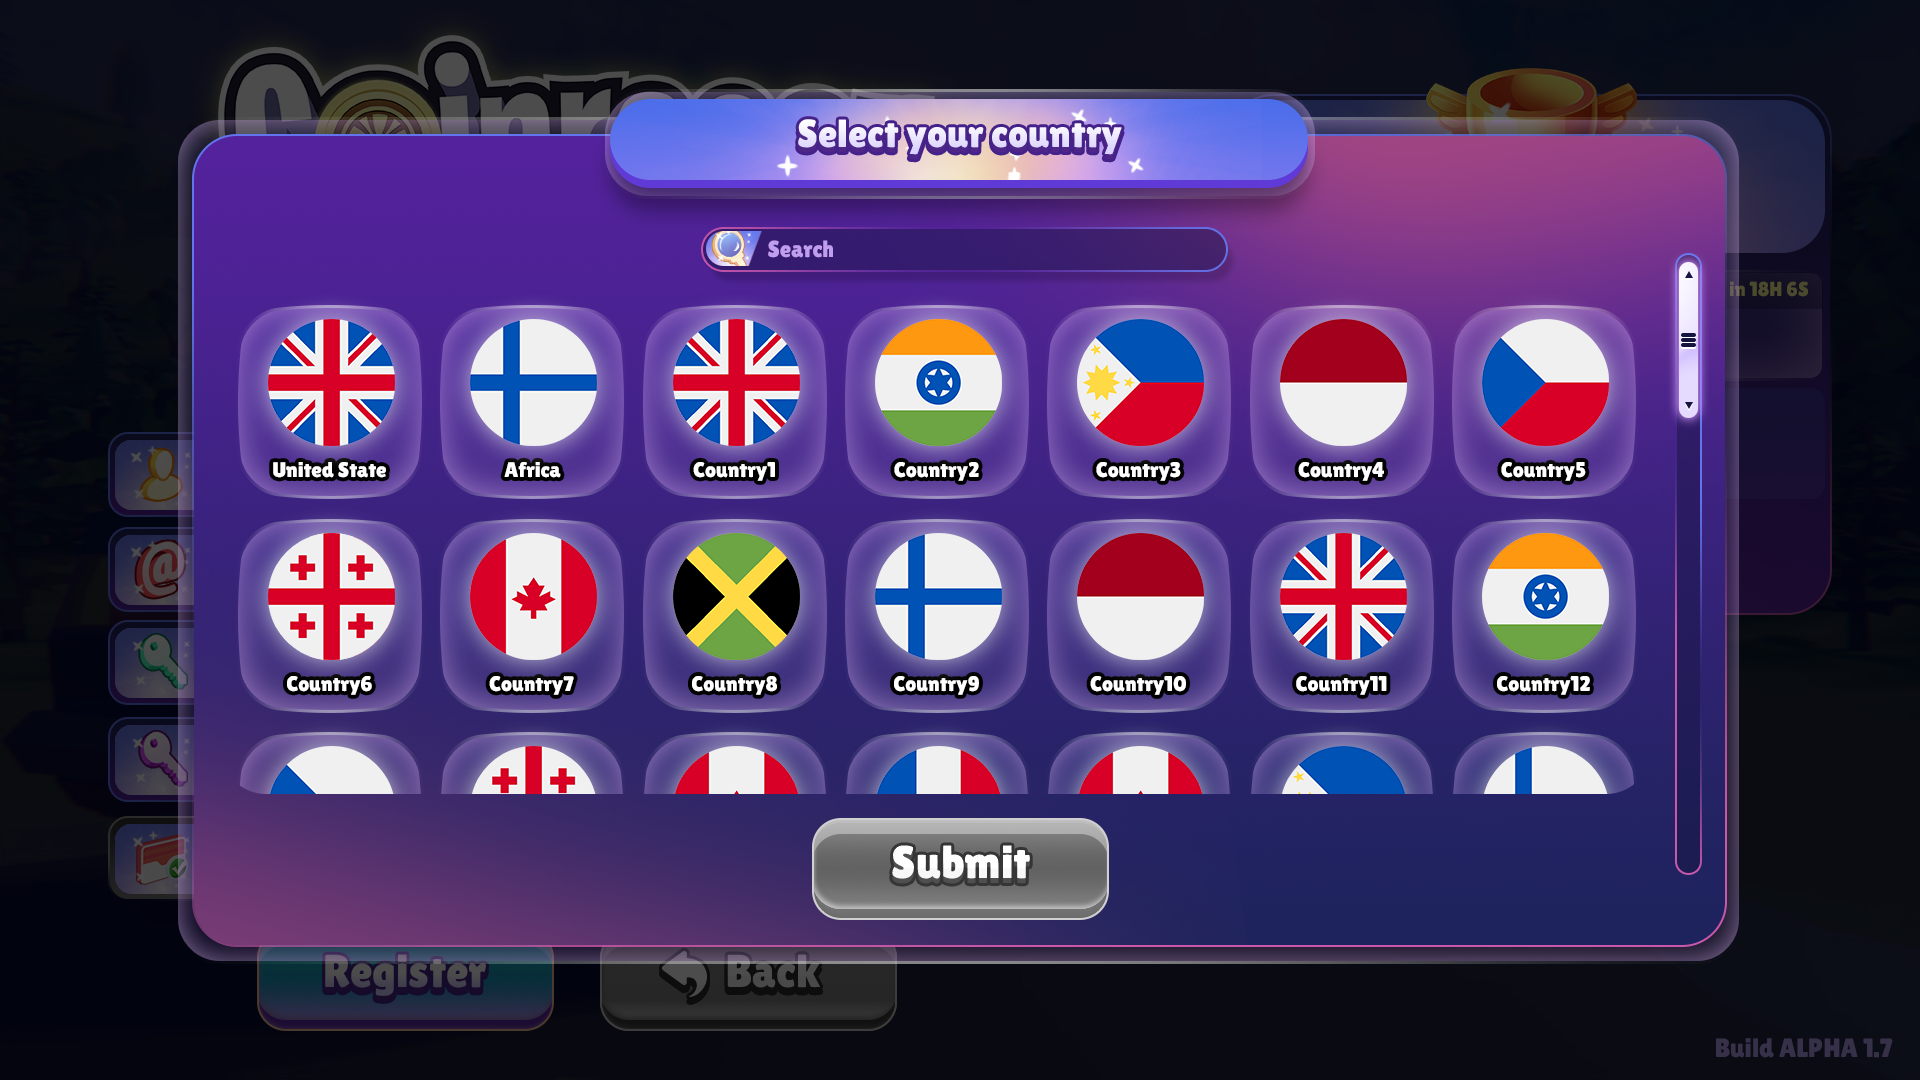 Select your country
Search
in 18H 6S
United State
Africa
Country1
Country2
Country3
Country4
Country5
Country6
Country7
Country8
Country9
Country10
Country11
Country12
Submit
Register
Back
Build ALPHA 1.7